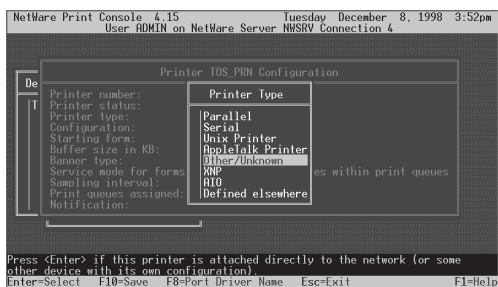 NetWare Print Console 4.15 Tuesday December 8, 1998 3:52pm
User ADMIN on NetWare Server NWSRV Connection 4
Printer TOS_PRN Configuration
De
T
Printer number:
Printer status:
Printer type:
Configuration:
Starting form:
Buffer size in KB:
Banner type:
Service mode for forms
es within print queues
Sampling interval:
Print queues assigned:
Notification:
Printer Type
Parallel
Serial
Unix Printer
AppleTalk Printer
Other/Unknown
XNP
AIO
Defined elsewhere
Press <Enter> if this printer is attached directly to the network (or some
other device with its own configuration).
Enter=Select F10=Save F8=Port Driver Name Esc=Exit F1=Help